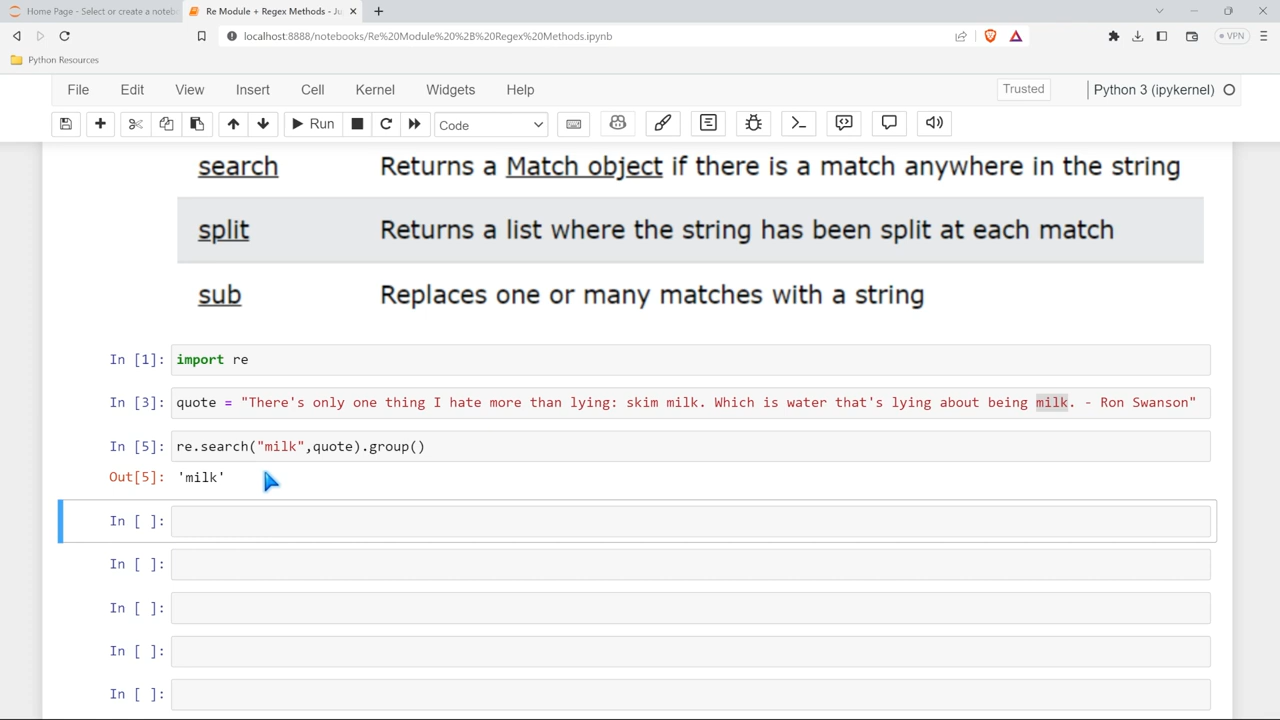 Home Page - Select or create a noteb
Re Module + Regex Methods - Ju
localhost:8888/notebooks/Re%20Module%20%2B%20Regex%20Methods.ipynb
VPN
Python Resources
File Edit View Insert Cell Kernel Widgets Help Trusted Python 3 (ipykernel)
Run Code
search Returns a Match object if there is a match anywhere in the string
split Returns a list where the string has been split at each match
sub Replaces one or many matches with a string
In [1]: import re
In [3]: quote = "There's only one thing I hate more than lying: skim milk. Which is water that's lying about being milk. - Ron Swanson"
In [5]: re.search("milk",quote).group()
Out[5]: 'milk'
In [ ]:
In [ ]:
In [ ]:
In [ ]:
In [ ]: